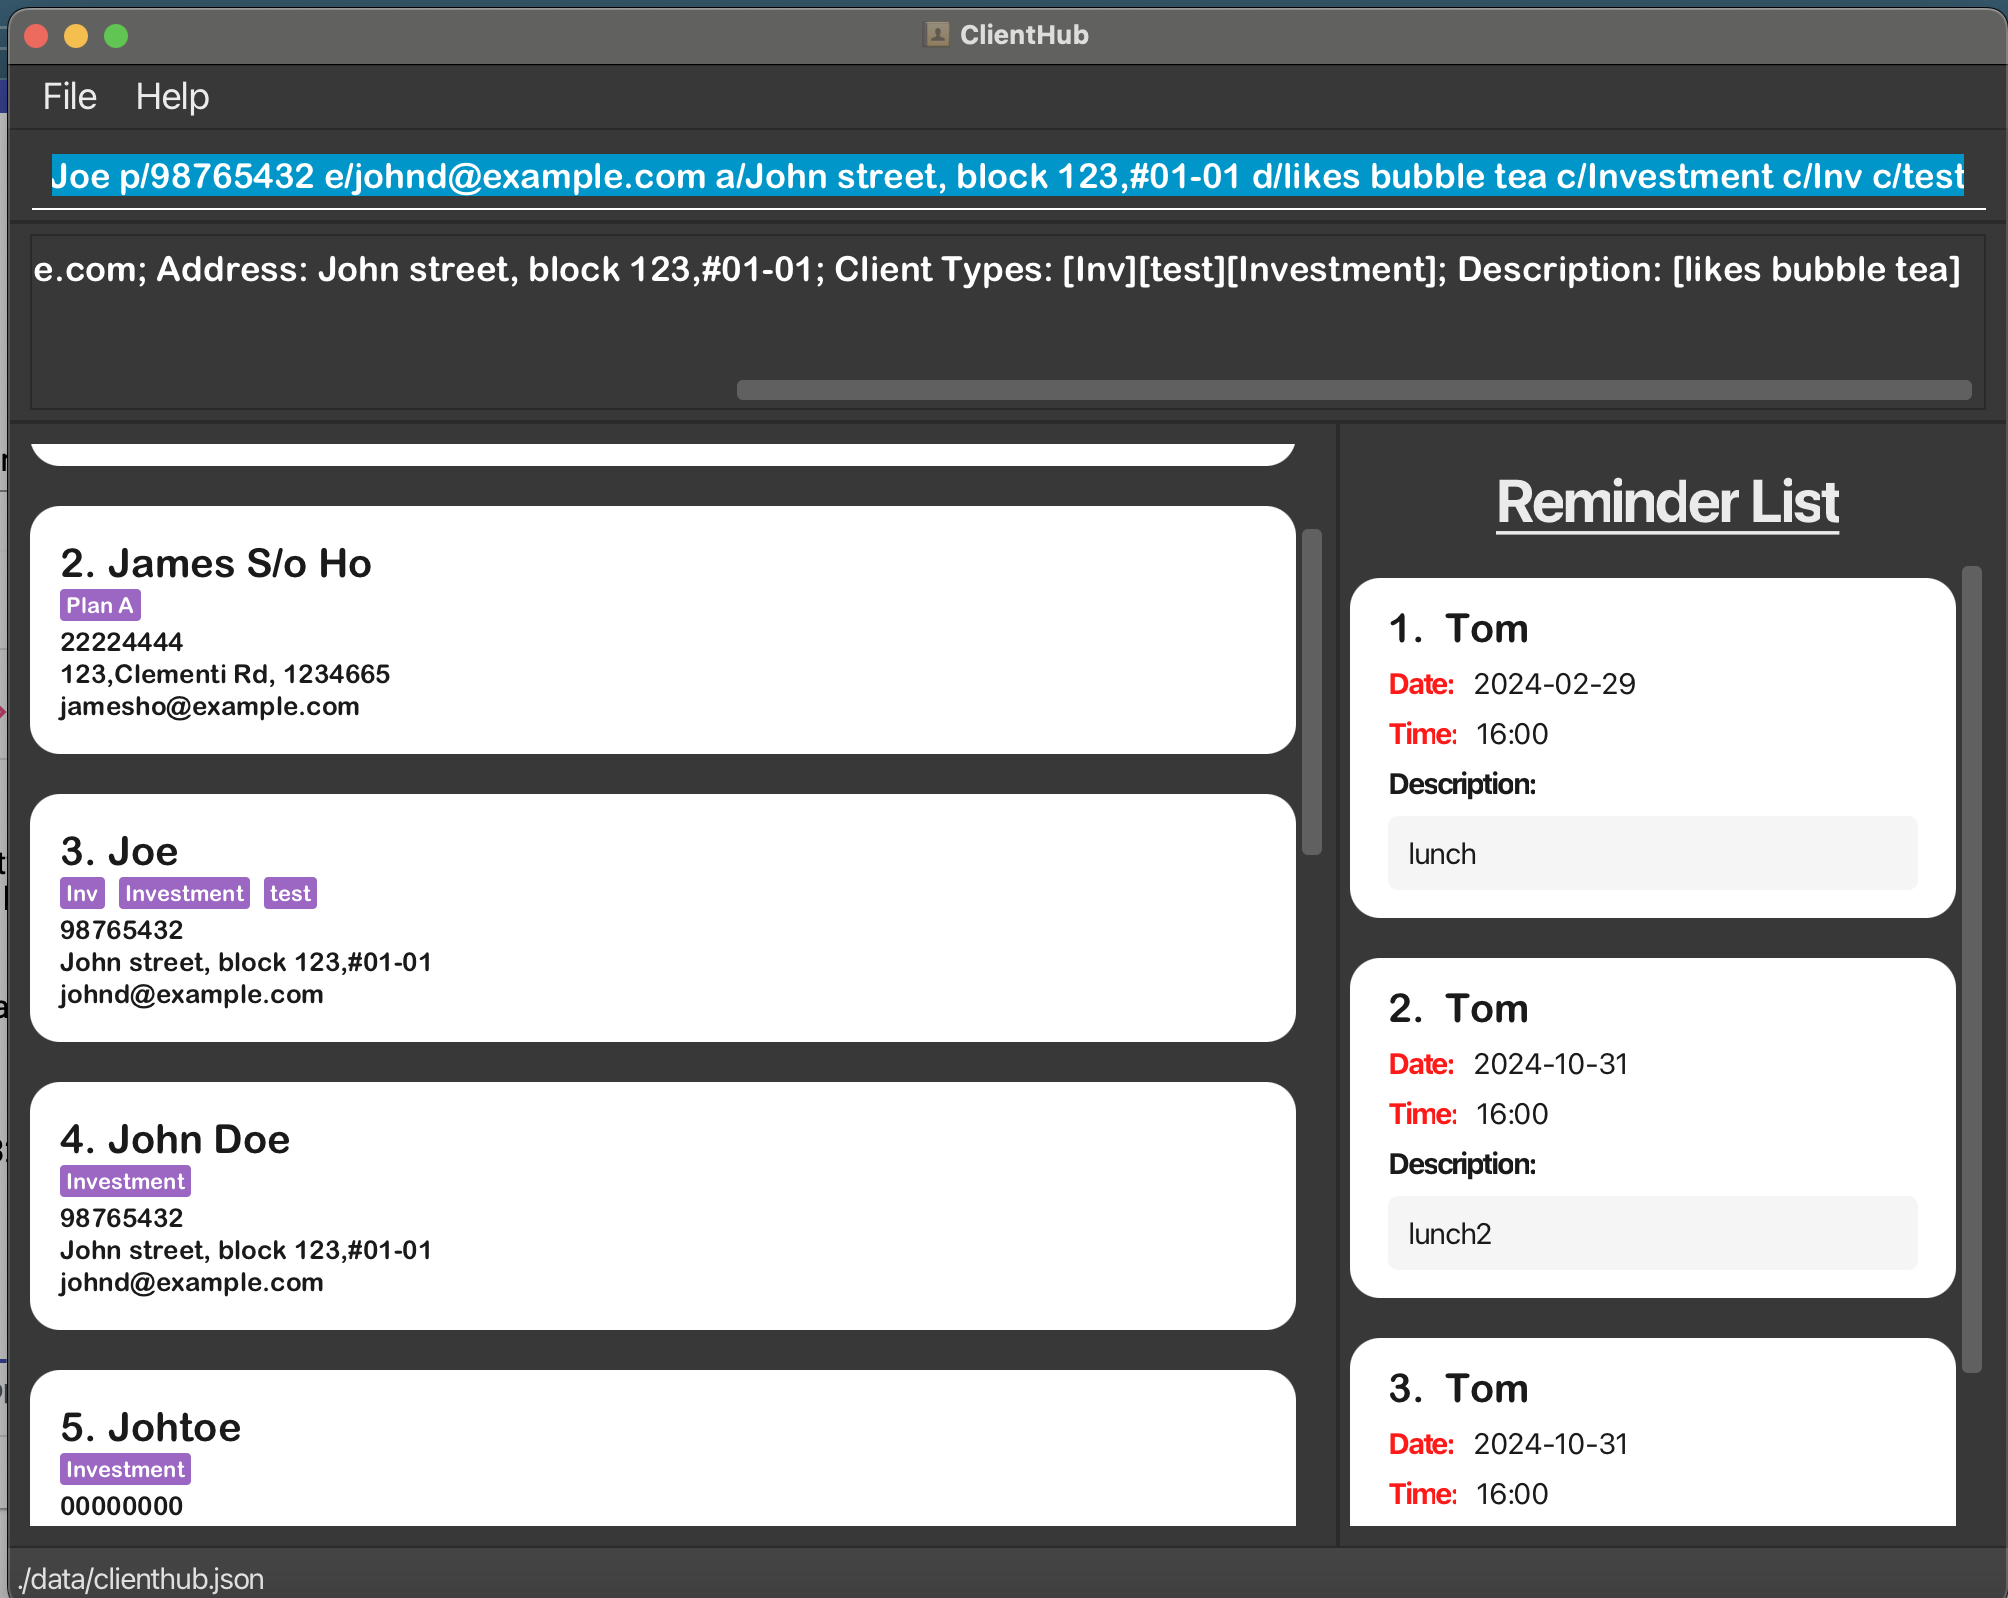 ClientHub
File Help
Joe p/98765432 e/johnd@example.com a/John street, block 123,#01-01 d/likes bubble tea c/Investment c/Inv c/test
e.com; Address: John street, block 123,#01-01; Client Types: [Inv][test][Investment]; Description: [likes bubble tea]
2. James S/o Ho
Plan A
22224444
123,Clementi Rd, 1234665
jamesho@example.com
3. Joe
Inv Investment test
98765432
John street, block 123,#01-01
johnd@example.com
4. John Doe
Investment
98765432
John street, block 123,#01-01
johnd@example.com
5. Johtoe
Investment
00000000
Reminder List
1. Tom
Date: 2024-02-29
Time: 16:00
Description:
lunch
2. Tom
Date: 2024-10-31
Time: 16:00
Description:
lunch2
3. Tom
Date: 2024-10-31
Time: 16:00
./data/clienthub.json